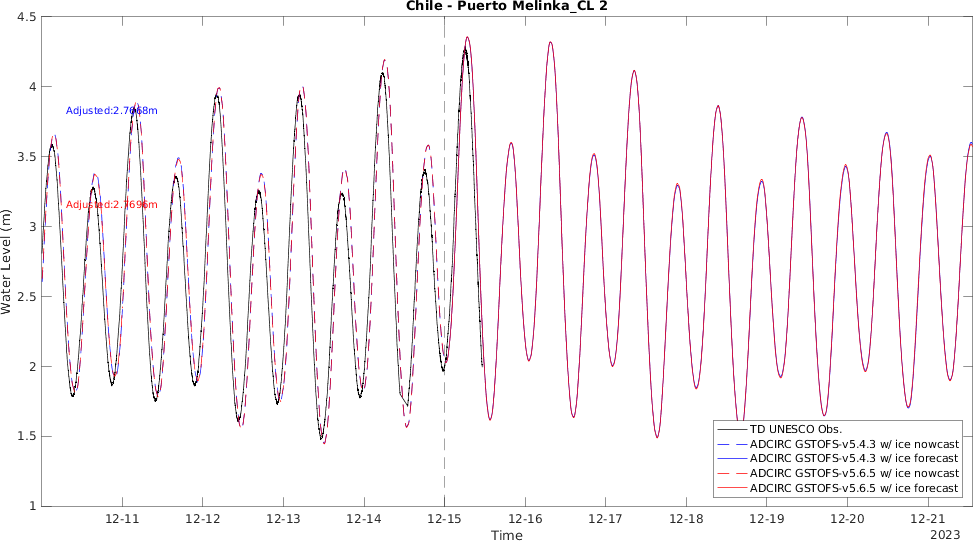 Chile - Puerto Melinka_CL 2
4.5
4
3.5
3
2.5
2
1.5
1
Water Level (m)
Adjusted:2.7668m
Adjusted:2.7696m
TD UNESCO Obs.
ADCIRC GSTOFS-v5.4.3 w/ ice nowcast
ADCIRC GSTOFS-v5.4.3 w/ ice forecast
ADCIRC GSTOFS-v5.6.5 w/ ice nowcast
ADCIRC GSTOFS-v5.6.5 w/ ice forecast
12-11 12-12 12-13 12-14 12-15 12-16 12-17 12-18 12-19 12-20 12-21
Time
2023